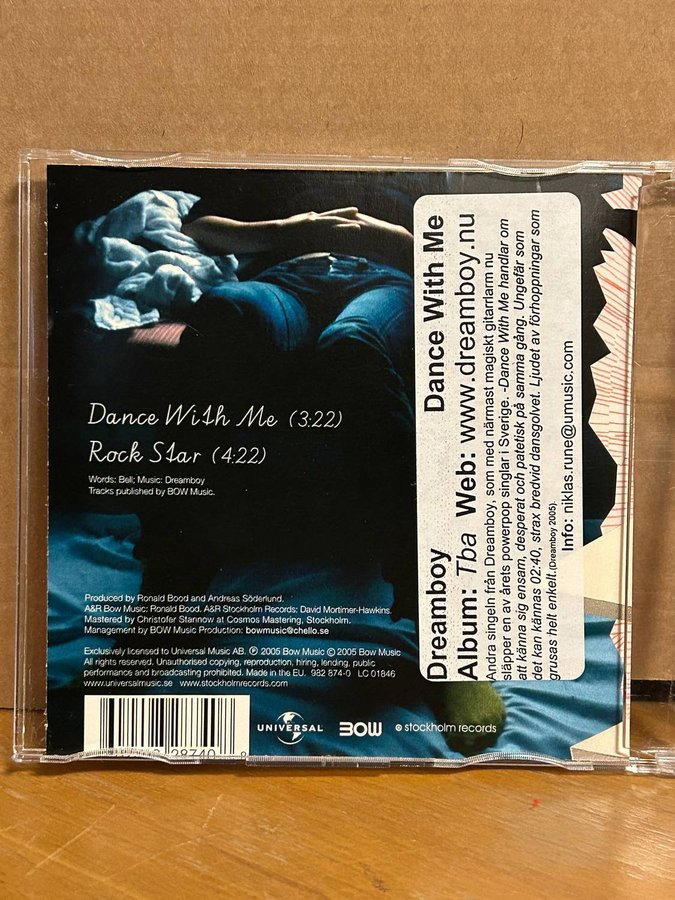 Dance With Me (3:22)
Rock Star (4:22)
Words: Bell; Music: Dreamboy
Tracks published by BOW Music.
Produced by Ronald Bood and Andreas Söderlund.
A&R Bow Music: Ronald Bood. A&R Stockholm Records: David Mortimer-Hawkins.
Mastered by Christofer Stannow at Cosmos Mastering, Stockholm.
Management by BOW Music Production: bowmusic@chello.se
Exclusively licensed to Universal Music AB. ℗ 2005 Bow Music © 2005 Bow Music
All rights reserved. Unauthorised copying, reproduction, hiring, lending, public
performance and broadcasting prohibited. Made in the EU. 982 874-0 LC 01846
www.universalmusic.se www.stockholmrecords.com
28740 8
UNIVERSAL BOW stockholm records
Dreamboy Dance With Me
Album: Tba Web: www.dreamboy.nu
Andra singeln från Dreamboy, som med närmast magiskt gitarrlarm nu
släpper en av årets powerpop singlar i Sverige. -Dance With Me handlar om
att känna sig ensam, desperat och patetisk på samma gång. Ungefär som
det kan kännas 02:40, strax bredvid dansgolvet. Ljudet av förhoppningar som
grusas helt enkelt.(Dreamboy 2005).
Info: niklas.rune@umusic.com